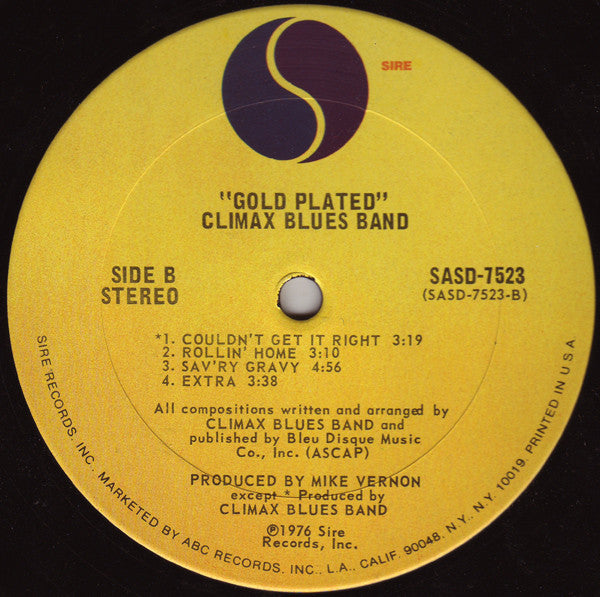 SIRE
"GOLD PLATED"
CLIMAX BLUES BAND
SIDE B
STEREO
SASD-7523
(SASD-7523-B)
*1. COULDN'T GET IT RIGHT 3:19
2. ROLLIN' HOME 3:10
3. SAV'RY GRAVY 4:56
4. EXTRA 3:38
All compositions written and arranged by
CLIMAX BLUES BAND and
published by Bleu Disque Music
Co., Inc. (ASCAP)
PRODUCED BY MIKE VERNON
except * Produced by
CLIMAX BLUES BAND
℗1976 Sire
Records, Inc.
SIRE RECORDS, INC., MARKETED BY ABC RECORDS, INC., L.A., CALIF. 90048, N.Y., N.Y. 10019. PRINTED IN U.S.A.